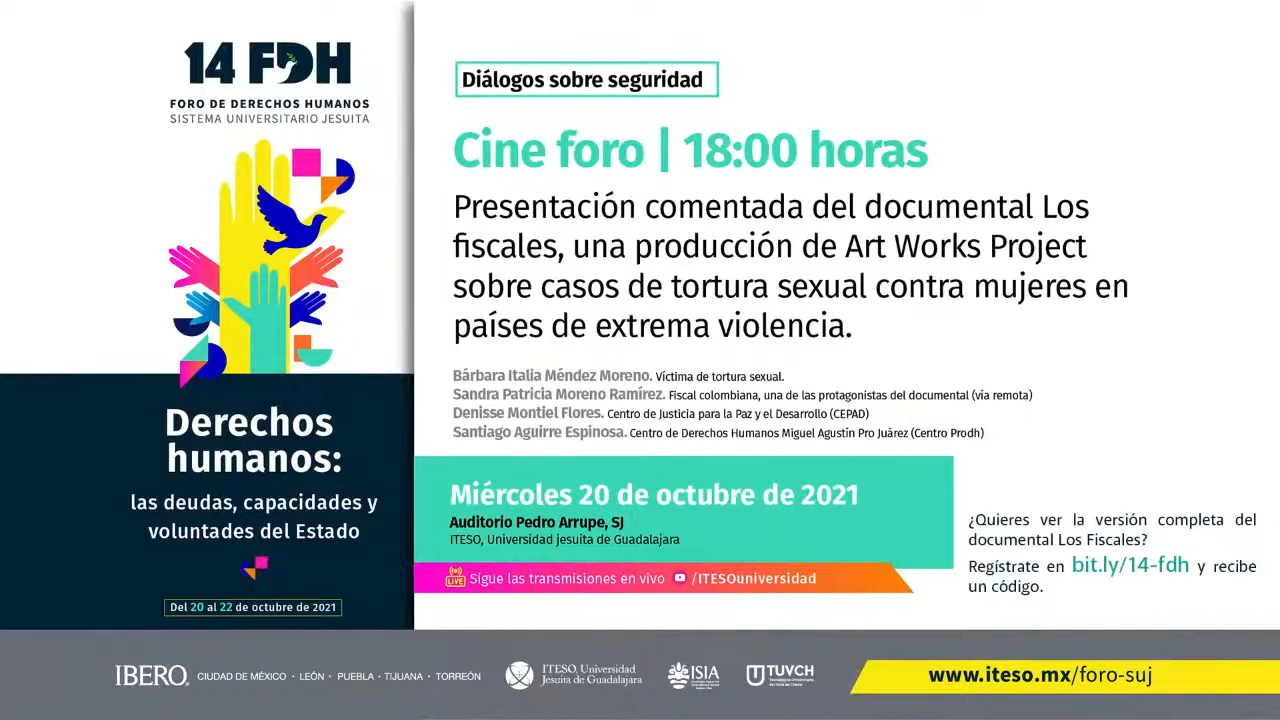 14 FDH
FORO DE DERECHOS HUMANOS
SISTEMA UNIVERSITARIO JESUITA
Derechos
humanos:
las deudas, capacidades y
voluntades del Estado
Del 20 al 22 de octubre de 2021
Diálogos sobre seguridad
Cine foro | 18:00 horas
Presentación comentada del documental Los
fiscales, una producción de Art Works Project
sobre casos de tortura sexual contra mujeres en
países de extrema violencia.
Bárbara Italia Méndez Moreno. Víctima de tortura sexual.
Sandra Patricia Moreno Ramírez. Fiscal colombiana, una de las protagonistas del documental (vía remota)
Denisse Montiel Flores. Centro de Justicia para la Paz y el Desarrollo (CEPAD)
Santiago Aguirre Espinosa. Centro de Derechos Humanos Miguel Agustín Pro Juárez (Centro Prodh)
Miércoles 20 de octubre de 2021
Auditorio Pedro Arrupe, SJ
ITESO, Universidad jesuita de Guadalajara
LIVE Sigue las transmisiones en vivo /ITESOuniversidad
¿Quieres ver la versión completa del
documental Los Fiscales?
Regístrate en bit.ly/14-fdh y recibe
un código.
IBERO. CIUDAD DE MÉXICO · LEÓN · PUEBLA · TIJUANA · TORREÓN
ITESO, Universidad
Jesuita de Guadalajara
ISIA
TUVCH
www.iteso.mx/foro-suj